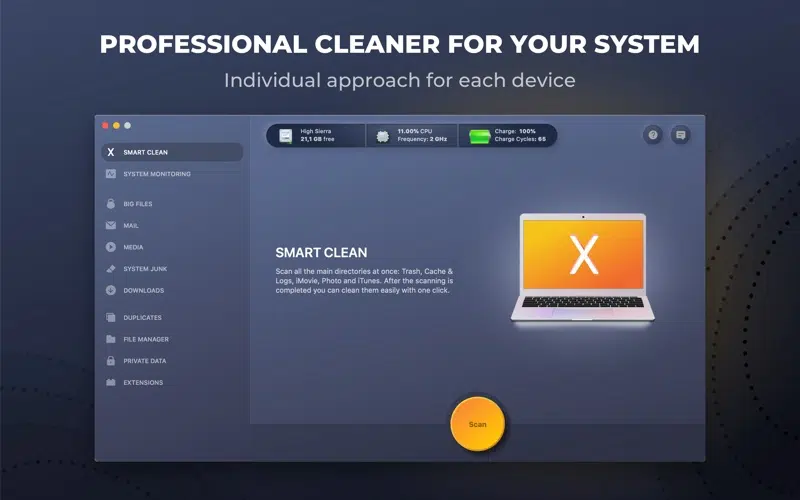 PROFESSIONAL CLEANER FOR YOUR SYSTEM
Individual approach for each device
High Sierra
21,1 GB free
11.00% CPU
Frequency: 2 GHz
Charge: 100%
Charge Cycles: 65
?
X SMART CLEAN
SYSTEM MONITORING
BIG FILES
MAIL
MEDIA
SYSTEM JUNK
DOWNLOADS
DUPLICATES
FILE MANAGER
PRIVATE DATA
EXTENSIONS
SMART CLEAN
Scan all the main directories at once: Trash, Cache &
Logs, iMovie, Photo and iTunes. After the scanning is
completed you can clean them easily with one click.
X
Scan